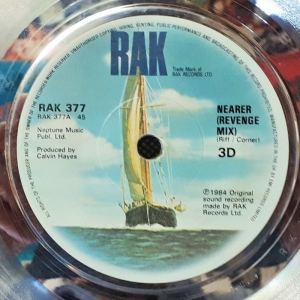 RAK
Trade Mark of
RAK RECORDS LTD
RAK 377
RAK 377A 45
Neptune Music
Publ. Ltd.
Produced by
Calvin Hayes
NEARER
(REVENGE
MIX)
(Riff / Corner)
3D
Ⓟ1984 Original
sound recording
made by RAK
Records Ltd.